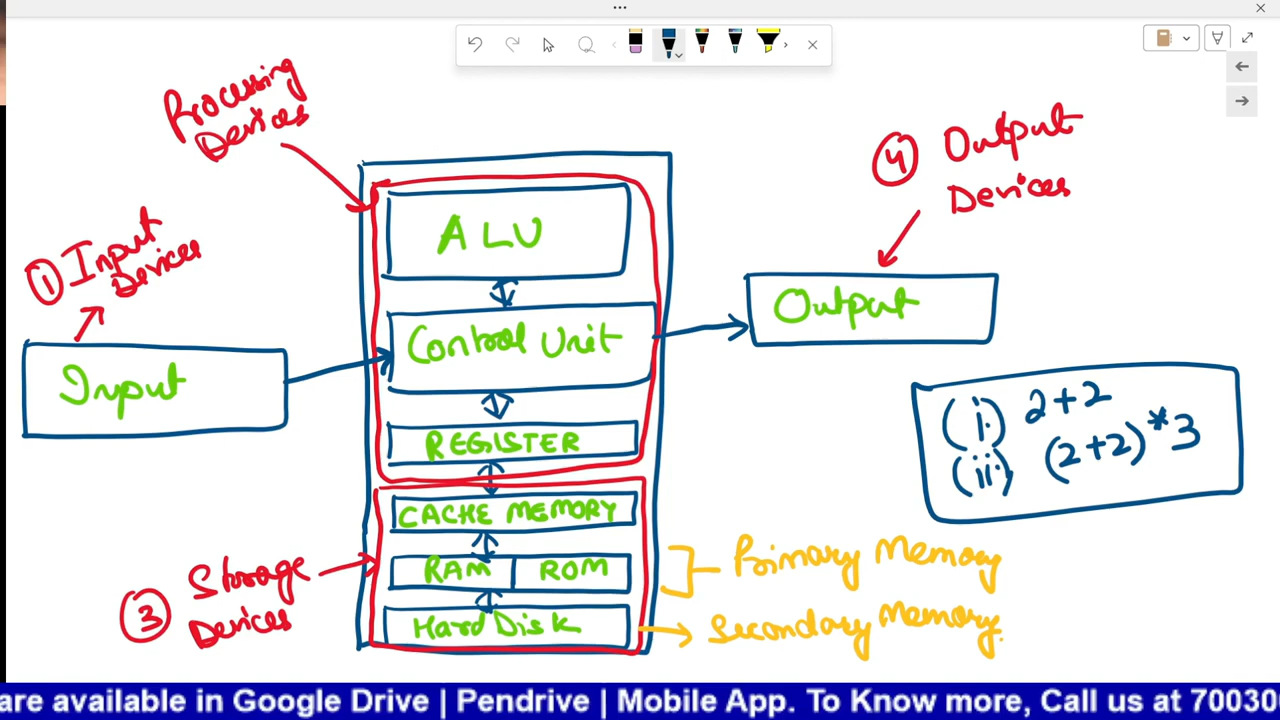 Processing
Devices
① Input
Devices
Input
ALU
Control Unit
REGISTER
CACHE MEMORY
RAM ROM
Hard Disk
③ Storage
Devices
④ Output
Devices
Output
(i) 2+2
(ii) (2+2)*3
Primary Memory
Secondary Memory.
are available in Google Drive | Pendrive | Mobile App. To Know more, Call us at 70030